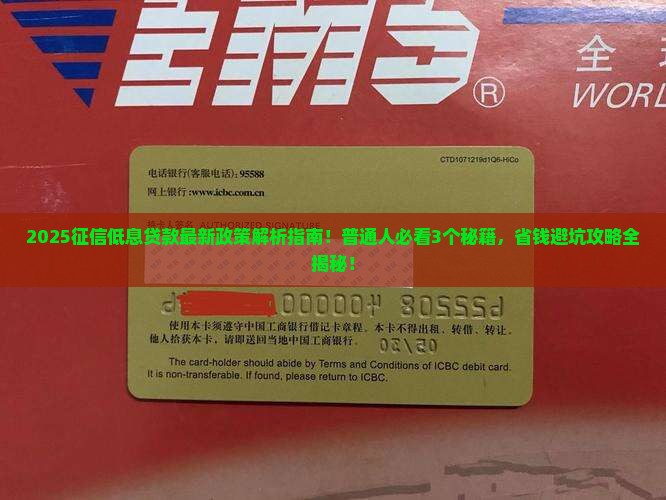 EMS®
全
WORL
CTD1071219d1Q6-HiCo
电话银行(客服电话):95588
网上银行:www.icbc.com.cn
AUTHORIZED SIGNATURE
2025征信低息贷款最新政策解析指南！普通人必看3个秘籍，省钱避坑攻略全
揭秘！
使用本卡须遵守中国工商银行借记卡章程。本卡不得出租、转借、转让。
他人拾获本卡，请即送回当地中国工商银行。
The card-holder should abide by Terms and Conditions of ICBC debit card.
It is non-transferable. If found, please return to ICBC.